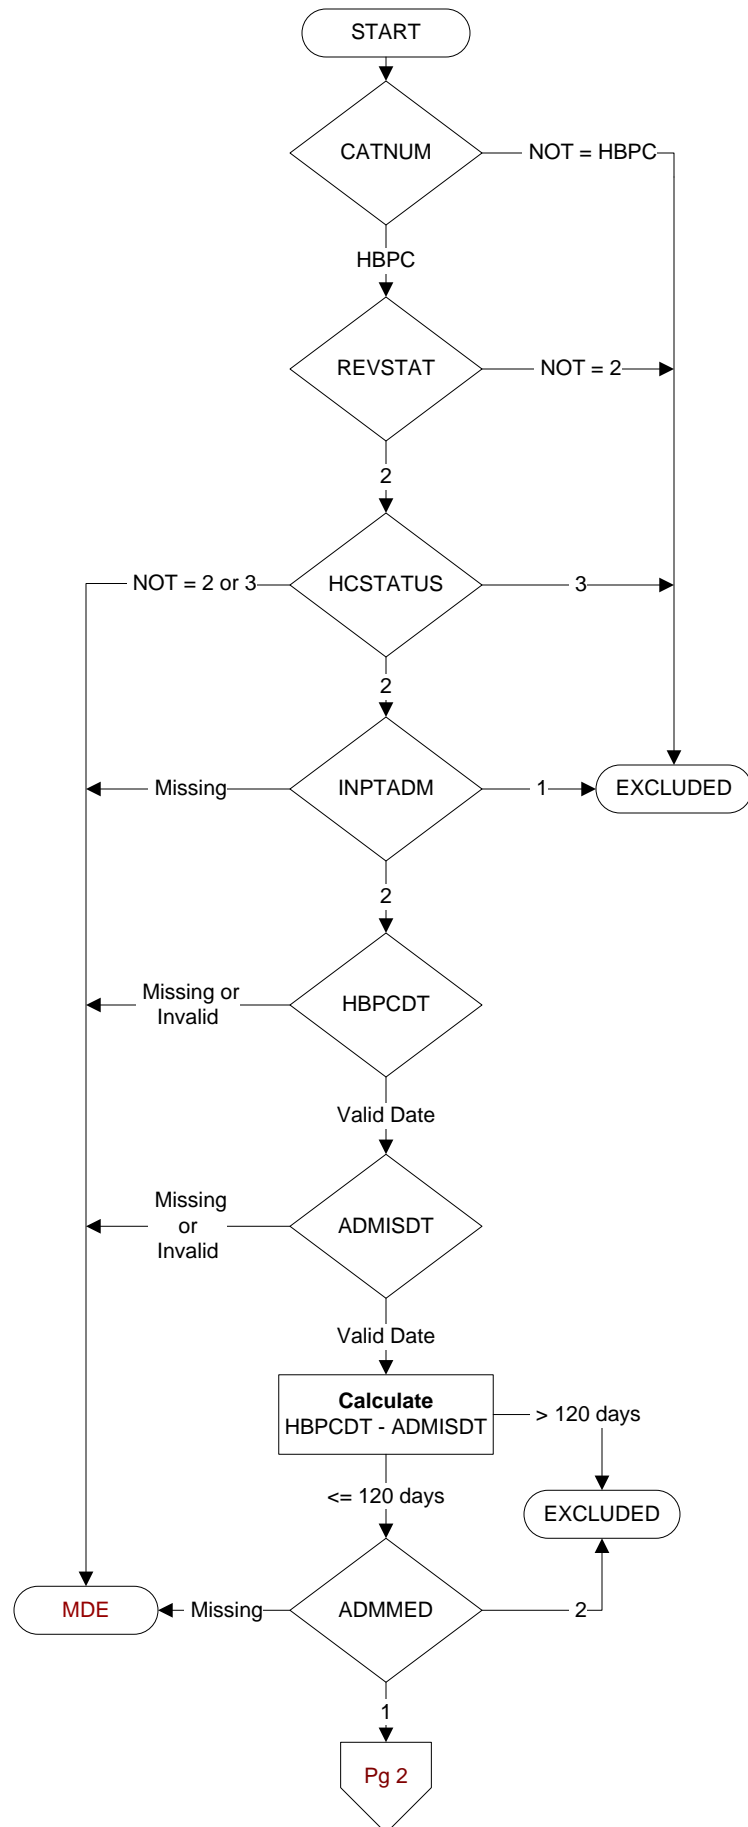 START
CATNUM
NOT = HBPC
HBPC
REVSTAT
NOT = 2
2
NOT = 2 or 3
HCSTATUS
3
2
Missing
INPTADM
1
EXCLUDED
2
Missing or
Invalid
HBPCDT
Valid Date
Missing
or
Invalid
ADMISDT
Valid Date
Calculate
HBPCDT - ADMISDT
> 120 days
<= 120 days
EXCLUDED
MDE
Missing
ADMMED
2
1
Pg 2